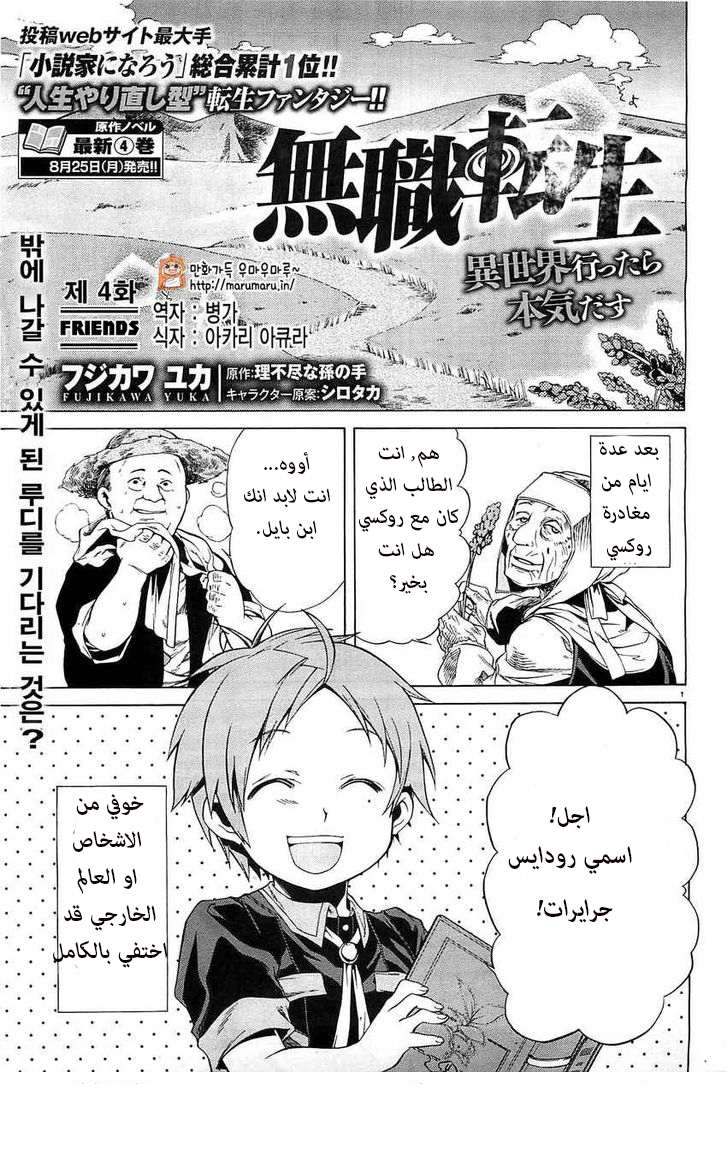 投稿webサイト最大手
「小説家になろう」総合累計1位!!
“人生やり直し型”転生ファンタジー!!
原作ノベル
最新④巻
8月25日(月)発売!!
無職転生
異世界行ったら
本気だす
만화가득 우마우마루~
http://marumaru.in/
제 4화
FRIENDS
역자 : 병가
식자 : 아카리 아큐라
フジカワ ユカ
FUJIKAWA YUKA
原作:理不尽な孫の手
キャラクター原案:シロタカ
밖에 나갈 수 있게 된 루디를 기다리는 것은?
بعد عدة
ايام من
مغادرة
روكسي
هم, انت
الطالب الذي
كان مع روكسي
هل انت
بخير؟
أووه...
انت لابد انك
ابن بايل.
1
اجل!
اسمي رودايس
جرايرات!
خوفي من
الاشخاص
او العالم
الخارجي قد
اختفي بالكامل